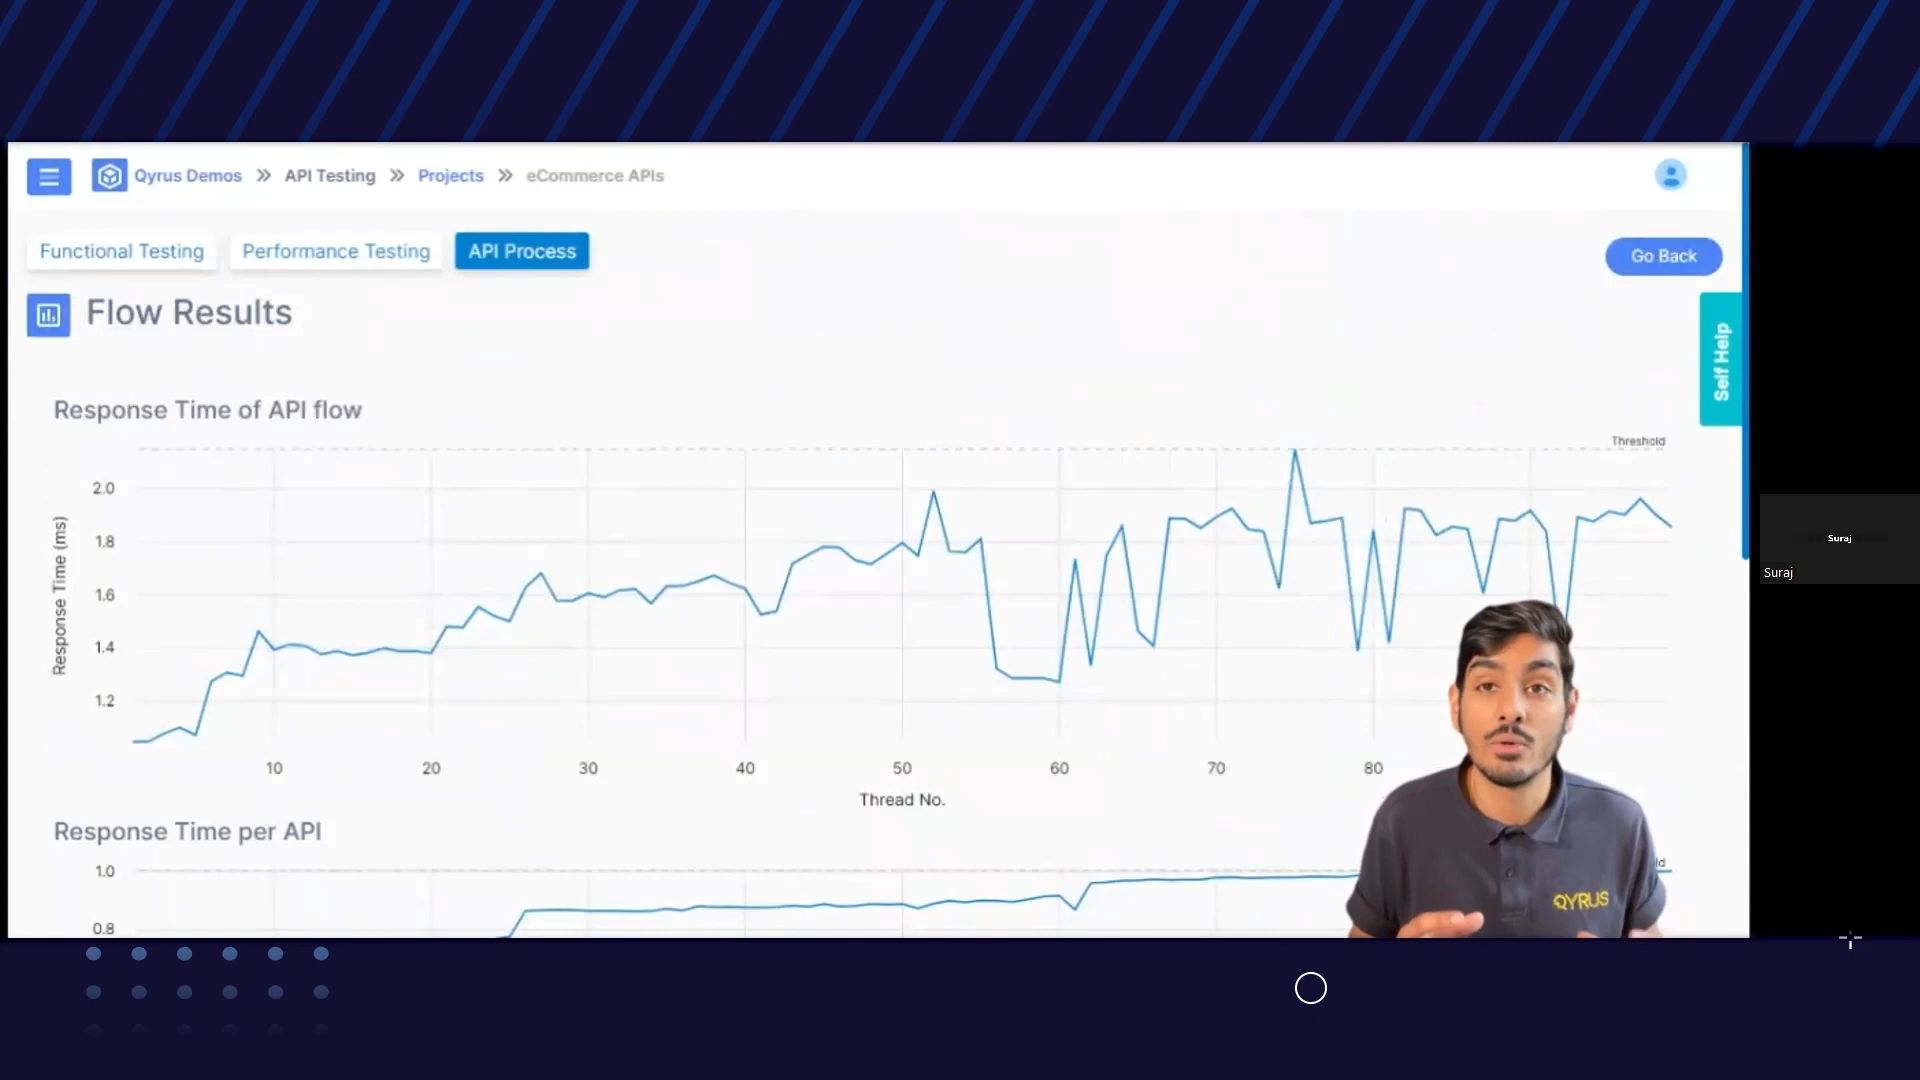 Qyrus Demos » API Testing » Projects » eCommerce APIs
Functional Testing
Performance Testing
API Process
Go Back
Flow Results
Self Help
Response Time of API flow
Threshold
2.0
1.8
1.6
1.4
1.2
Response Time (ms)
10 20 30 40 50 60 70 80
Thread No.
Response Time per API
1.0
ld
0.8
QYRUS
Suraj
Suraj